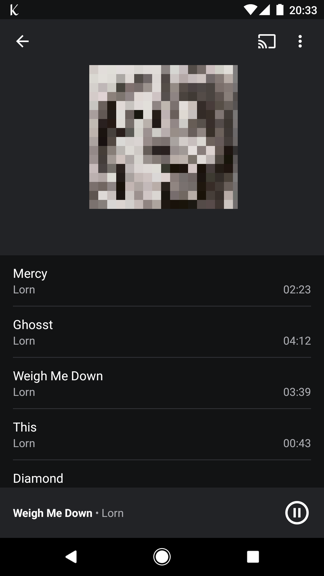 20:33
Mercy
Lorn
02:23
Ghosst
Lorn
04:12
Weigh Me Down
Lorn
03:39
This
Lorn
00:43
Diamond
Weigh Me Down • Lorn